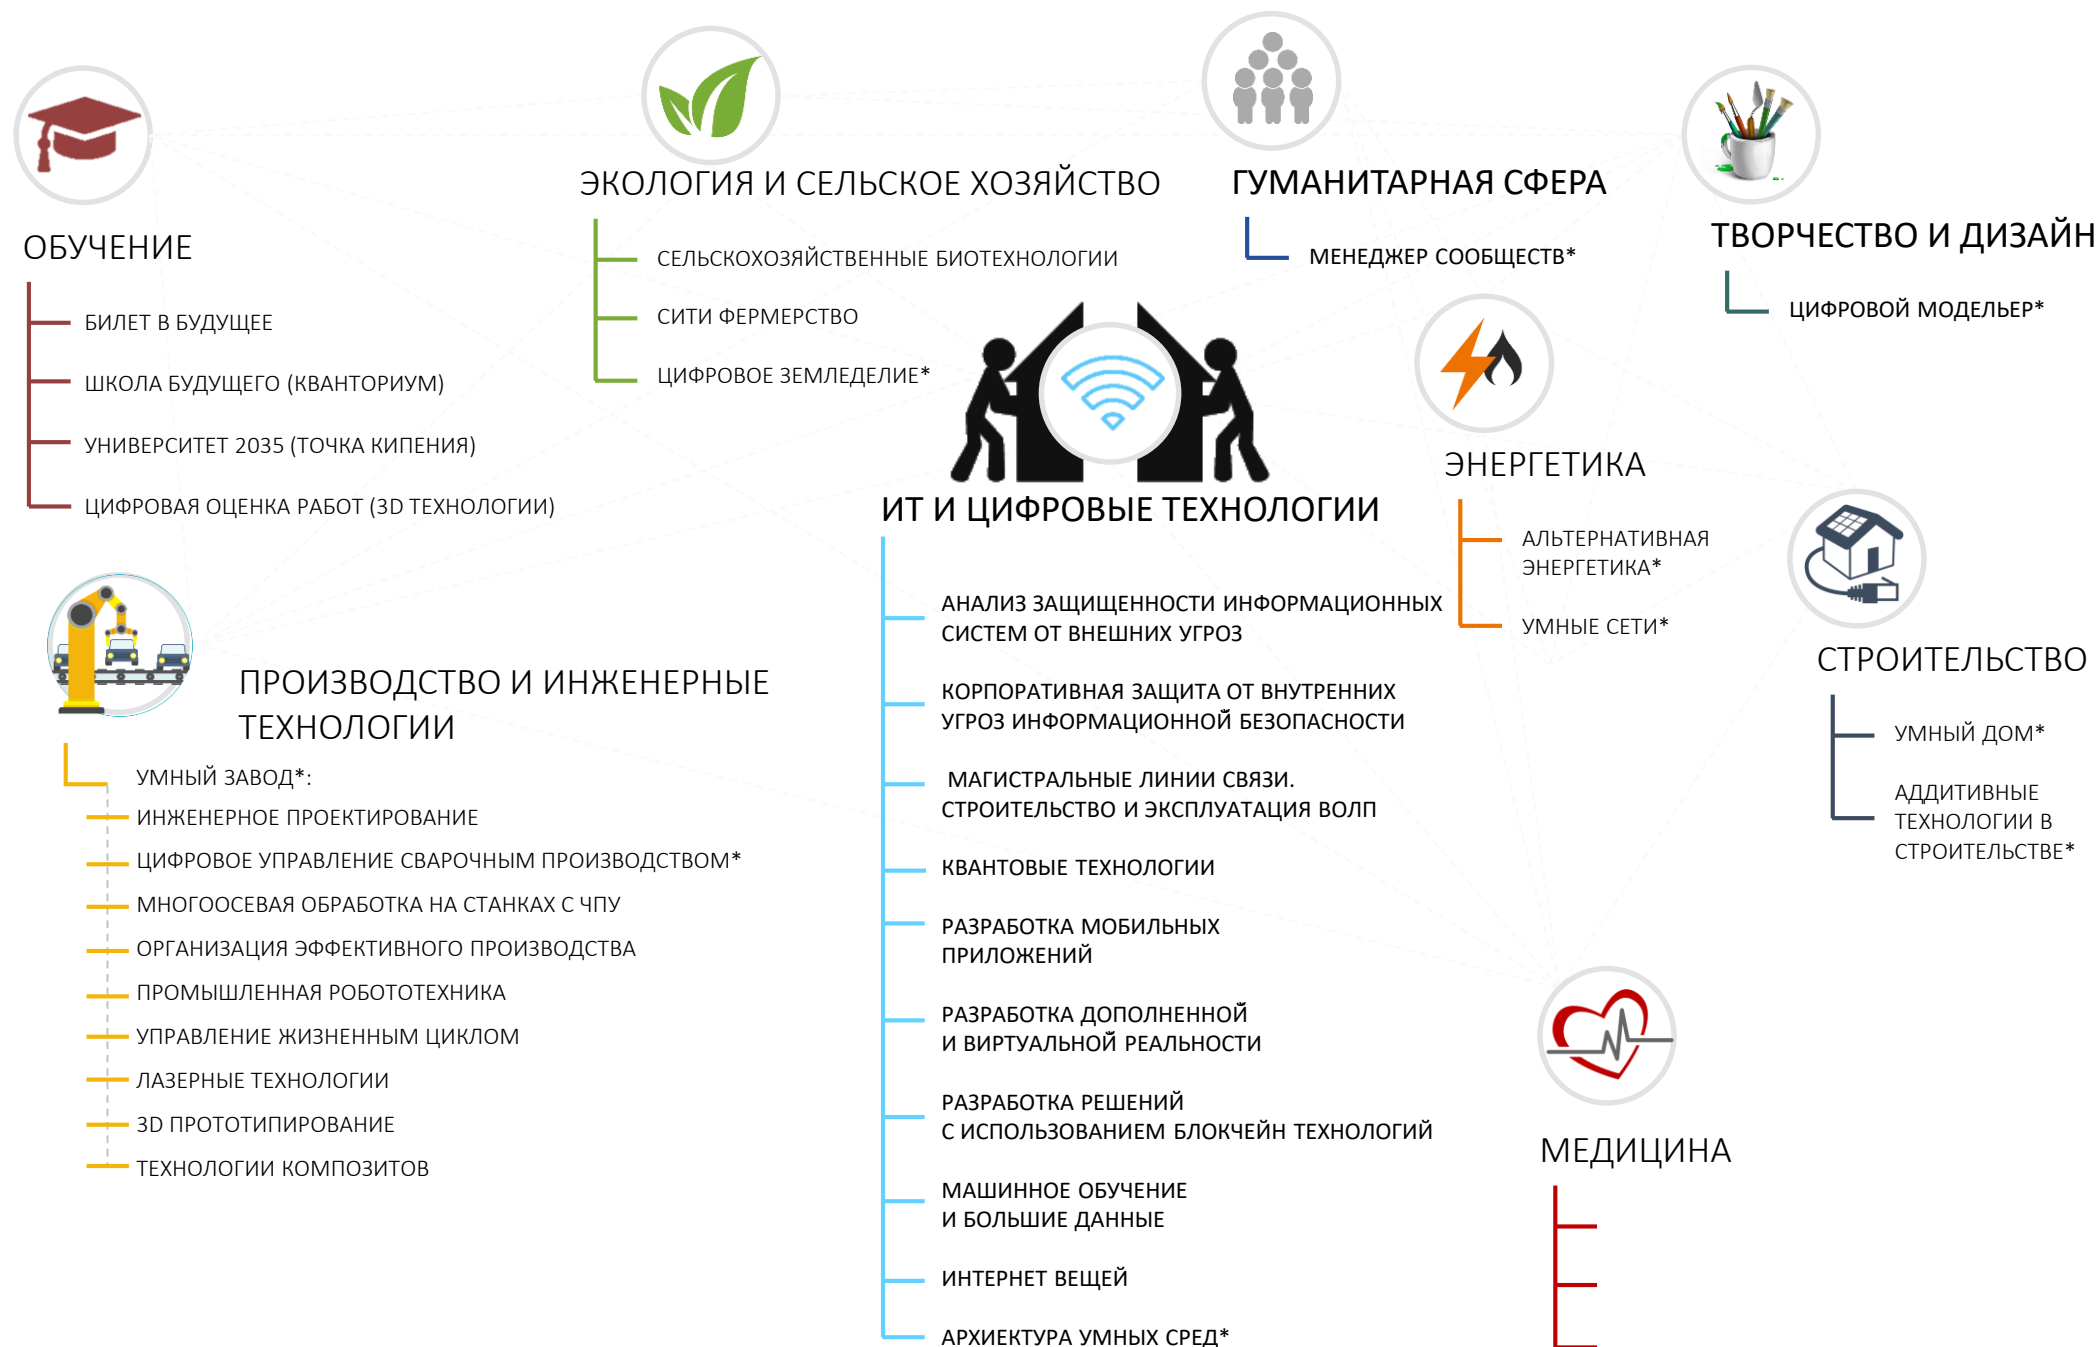 ОБУЧЕНИЕ
БИЛЕТ В БУДУЩЕЕ
ШКОЛА БУДУЩЕГО (КВАНТОРИУМ)
УНИВЕРСИТЕТ 2035 (ТОЧКА КИПЕНИЯ)
ЦИФРОВАЯ ОЦЕНКА РАБОТ (3D ТЕХНОЛОГИИ)
ЭКОЛОГИЯ И СЕЛЬСКОЕ ХОЗЯЙСТВО
СЕЛЬСКОХОЗЯЙСТВЕННЫЕ БИОТЕХНОЛОГИИ
СИТИ ФЕРМЕРСТВО
ЦИФРОВОЕ ЗЕМЛЕДЕЛИЕ*
ГУМАНИТАРНАЯ СФЕРА
МЕНЕДЖЕР СООБЩЕСТВ*
ТВОРЧЕСТВО И ДИЗАЙН
ЦИФРОВОЙ МОДЕЛЬЕР*
ПРОИЗВОДСТВО И ИНЖЕНЕРНЫЕ
ТЕХНОЛОГИИ
УМНЫЙ ЗАВОД*:
ИНЖЕНЕРНОЕ ПРОЕКТИРОВАНИЕ
ЦИФРОВОЕ УПРАВЛЕНИЕ СВАРОЧНЫМ ПРОИЗВОДСТВОМ*
МНОГООСЕВАЯ ОБРАБОТКА НА СТАНКАХ С ЧПУ
ОРГАНИЗАЦИЯ ЭФФЕКТИВНОГО ПРОИЗВОДСТВА
ПРОМЫШЛЕННАЯ РОБОТОТЕХНИКА
УПРАВЛЕНИЕ ЖИЗНЕННЫМ ЦИКЛОМ
ЛАЗЕРНЫЕ ТЕХНОЛОГИИ
3D ПРОТОТИПИРОВАНИЕ
ТЕХНОЛОГИИ КОМПОЗИТОВ
ИТ И ЦИФРОВЫЕ ТЕХНОЛОГИИ
АНАЛИЗ ЗАЩИЩЕННОСТИ ИНФОРМАЦИОННЫХ
СИСТЕМ ОТ ВНЕШНИХ УГРОЗ
КОРПОРАТИВНАЯ ЗАЩИТА ОТ ВНУТРЕННИХ
УГРОЗ ИНФОРМАЦИОННОЙ БЕЗОПАСНОСТИ
МАГИСТРАЛЬНЫЕ ЛИНИИ СВЯЗИ.
СТРОИТЕЛЬСТВО И ЭКСПЛУАТАЦИЯ ВОЛП
КВАНТОВЫЕ ТЕХНОЛОГИИ
РАЗРАБОТКА МОБИЛЬНЫХ
ПРИЛОЖЕНИЙ
РАЗРАБОТКА ДОПОЛНЕННОЙ
И ВИРТУАЛЬНОЙ РЕАЛЬНОСТИ
РАЗРАБОТКА РЕШЕНИЙ
С ИСПОЛЬЗОВАНИЕМ БЛОКЧЕЙН ТЕХНОЛОГИЙ
МАШИННОЕ ОБУЧЕНИЕ
И БОЛЬШИЕ ДАННЫЕ
ИНТЕРНЕТ ВЕЩЕЙ
АРХИЕКТУРА УМНЫХ СРЕД*
ЭНЕРГЕТИКА
АЛЬТЕРНАТИВНАЯ
ЭНЕРГЕТИКА*
УМНЫЕ СЕТИ*
СТРОИТЕЛЬСТВО
УМНЫЙ ДОМ*
АДДИТИВНЫЕ
ТЕХНОЛОГИИ В
СТРОИТЕЛЬСТВЕ*
МЕДИЦИНА